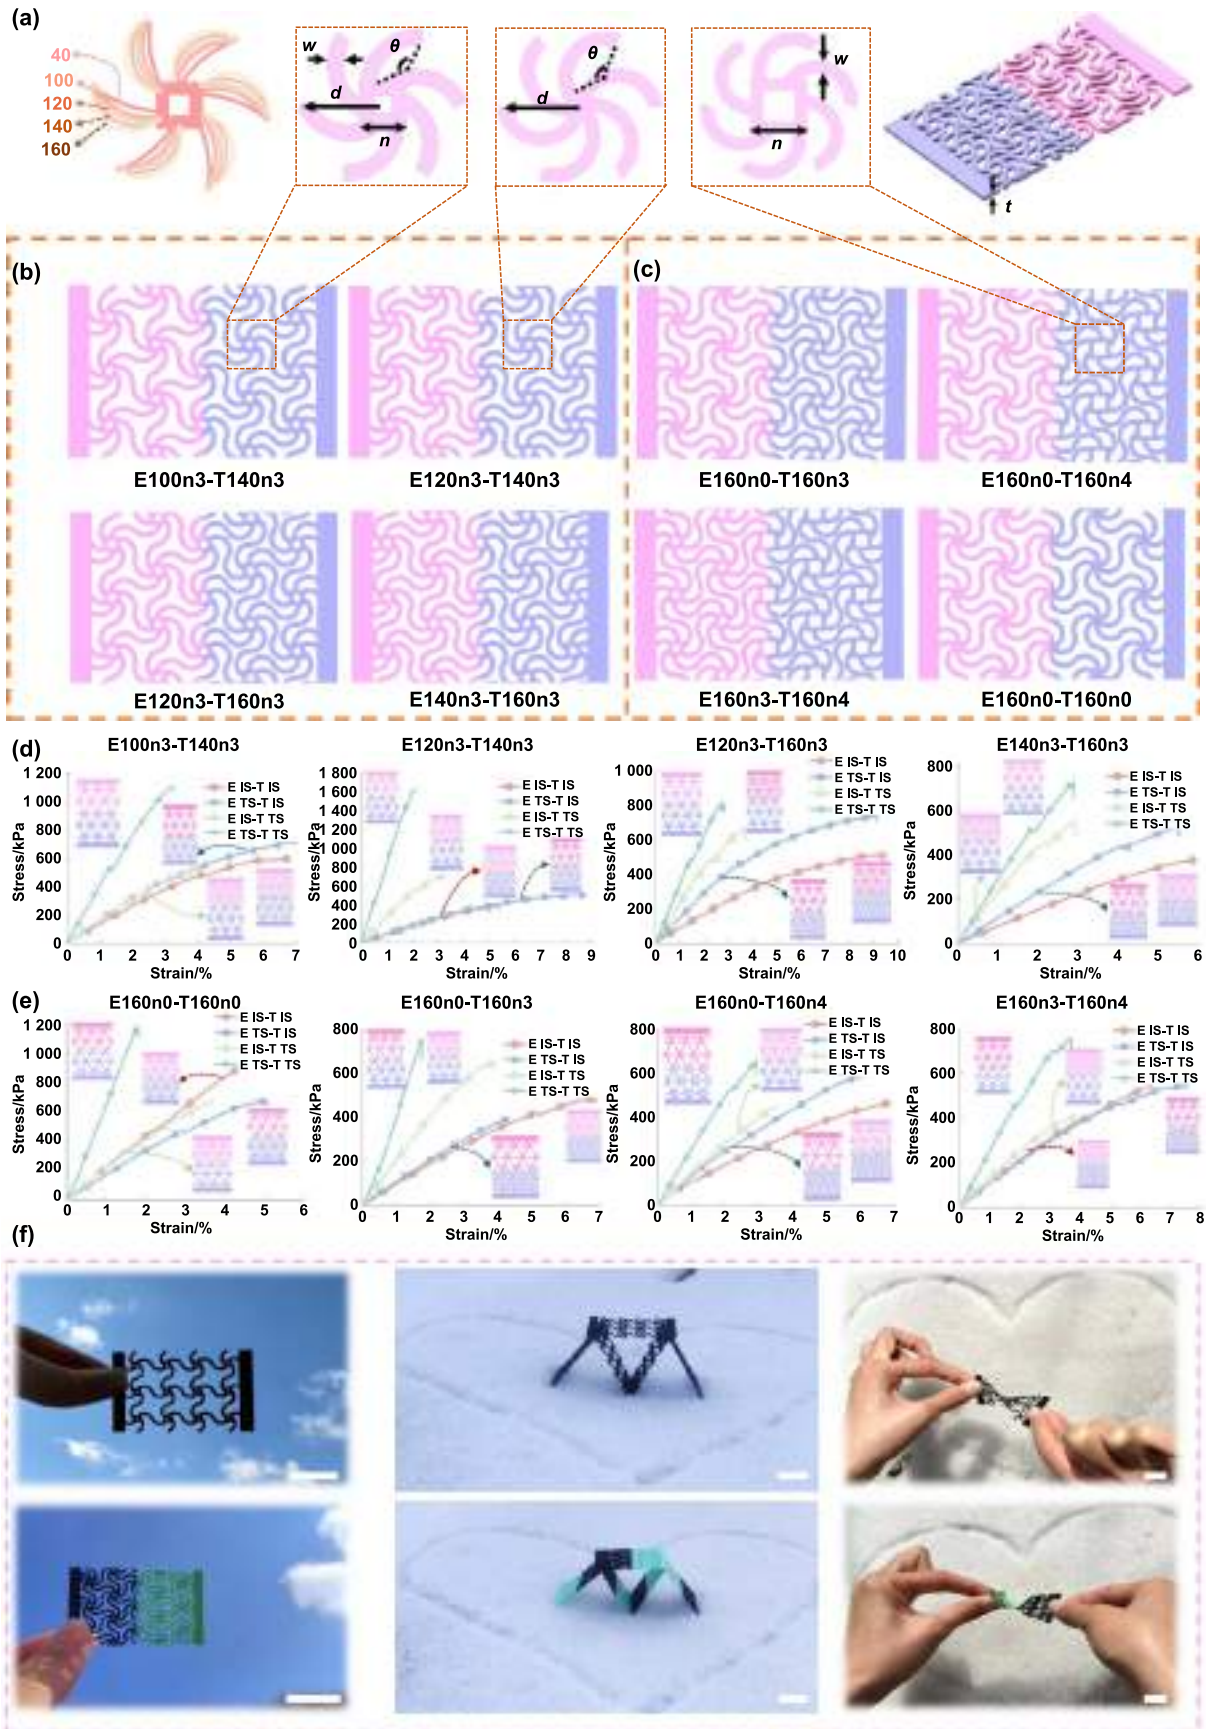 (a)
40
100
120
140
160
w
θ
d
n
θ
d
w
n
t
(b)
(c)
E100n3-T140n3
E120n3-T140n3
E160n0-T160n3
E160n0-T160n4
E120n3-T160n3
E140n3-T160n3
E160n3-T160n4
E160n0-T160n0
(d)
E100n3-T140n3
Stress/kPa
1 200
1 000
800
600
400
200
0
E IS-T IS
E TS-T IS
E IS-T TS
E TS-T TS
0 1 2 3 4 5 6 7
Strain/%
E120n3-T140n3
Stress/kPa
1 800
1 600
1 400
1 200
1 000
800
600
400
200
0
E IS-T IS
E TS-T IS
E IS-T TS
E TS-T TS
0 1 2 3 4 5 6 7 8 9
Strain/%
E120n3-T160n3
Stress/kPa
1 000
800
600
400
200
0
E IS-T IS
E TS-T IS
E IS-T TS
E TS-T TS
0 1 2 3 4 5 6 7 8 9 10
Strain/%
E140n3-T160n3
Stress/kPa
800
600
400
200
0
E IS-T IS
E TS-T IS
E IS-T TS
E TS-T TS
0 1 2 3 4 5 6
Strain/%
(e)
E160n0-T160n0
Stress/kPa
1 200
1 000
800
600
400
200
0
E IS-T IS
E TS-T IS
E IS-T TS
E TS-T TS
0 1 2 3 4 5 6
Strain/%
E160n0-T160n3
Stress/kPa
800
600
400
200
0
E IS-T IS
E TS-T IS
E IS-T TS
E TS-T TS
0 1 2 3 4 5 6 7
Strain/%
E160n0-T160n4
Stress/kPa
800
600
400
200
0
E IS-T IS
E TS-T IS
E IS-T TS
E TS-T TS
0 1 2 3 4 5 6 7
Strain/%
E160n3-T160n4
Stress/kPa
800
600
400
200
0
E IS-T IS
E TS-T IS
E IS-T TS
E TS-T TS
0 1 2 3 4 5 6 7 8
Strain/%
(f)